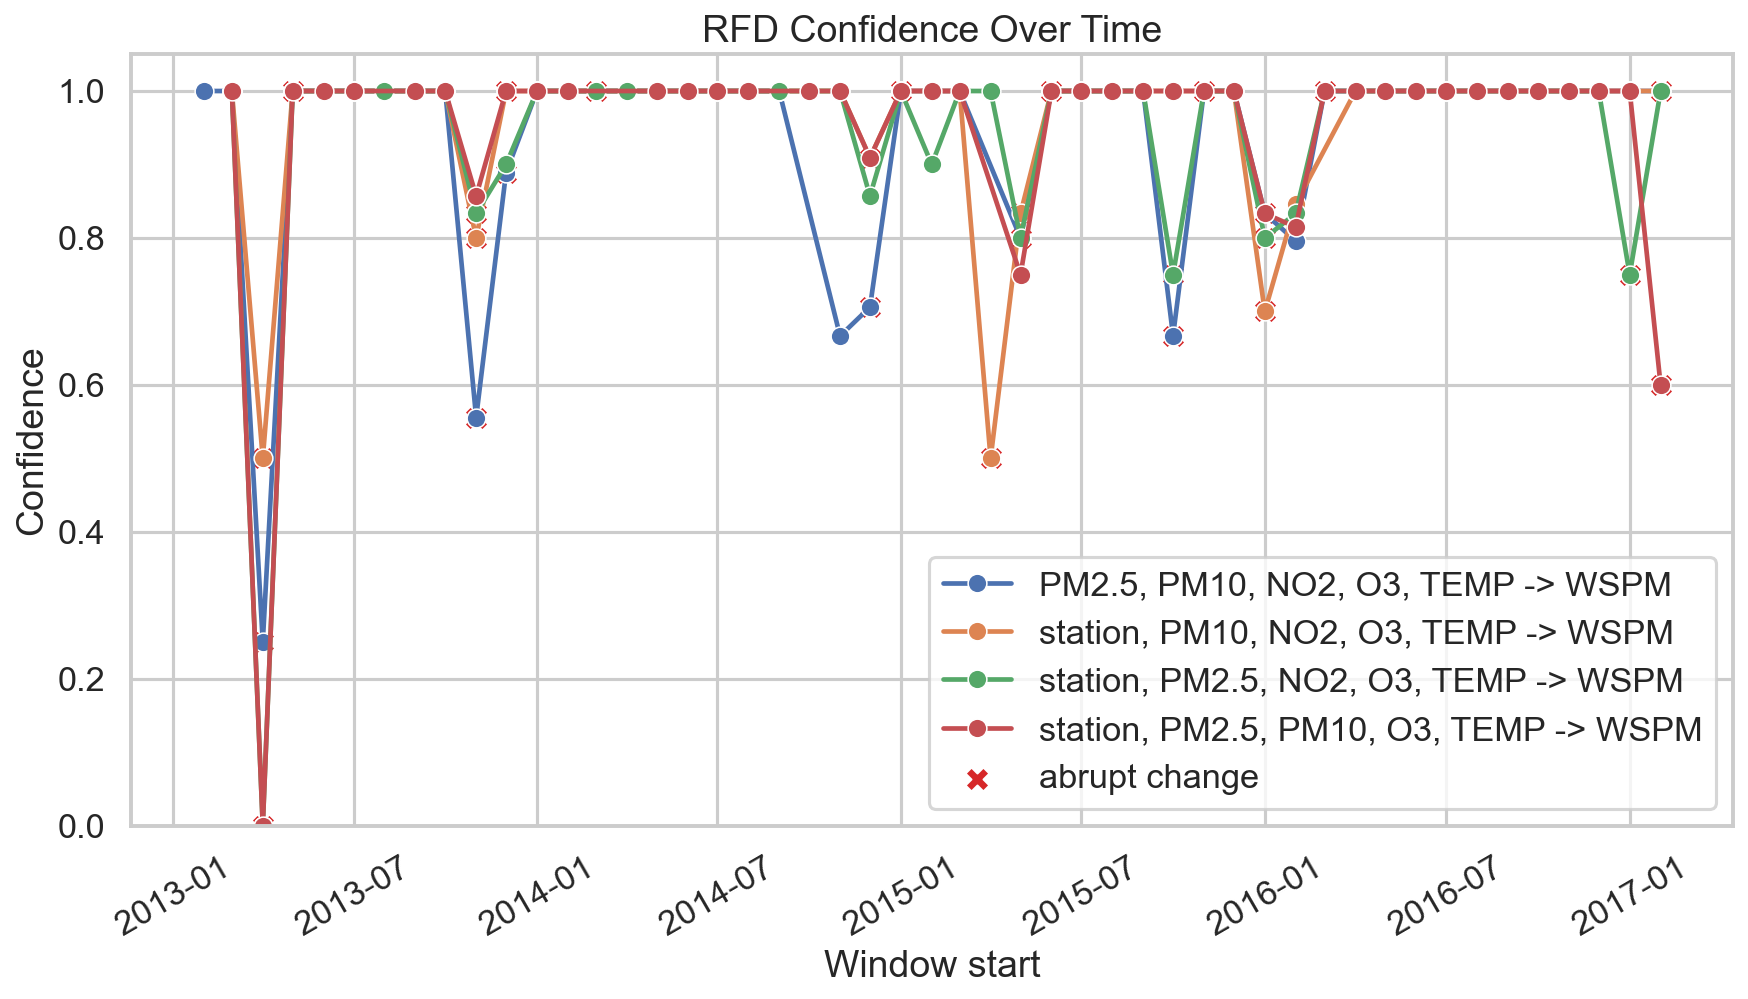 RFD Confidence Over Time
Confidence
1.0
0.8
0.6
0.4
0.2
0.0
PM2.5, PM10, NO2, O3, TEMP -> WSPM
station, PM10, NO2, O3, TEMP -> WSPM
station, PM2.5, NO2, O3, TEMP -> WSPM
station, PM2.5, PM10, O3, TEMP -> WSPM
abrupt change
2013-01
2013-07
2014-01
2014-07
2015-01
2015-07
2016-01
2016-07
2017-01
Window start